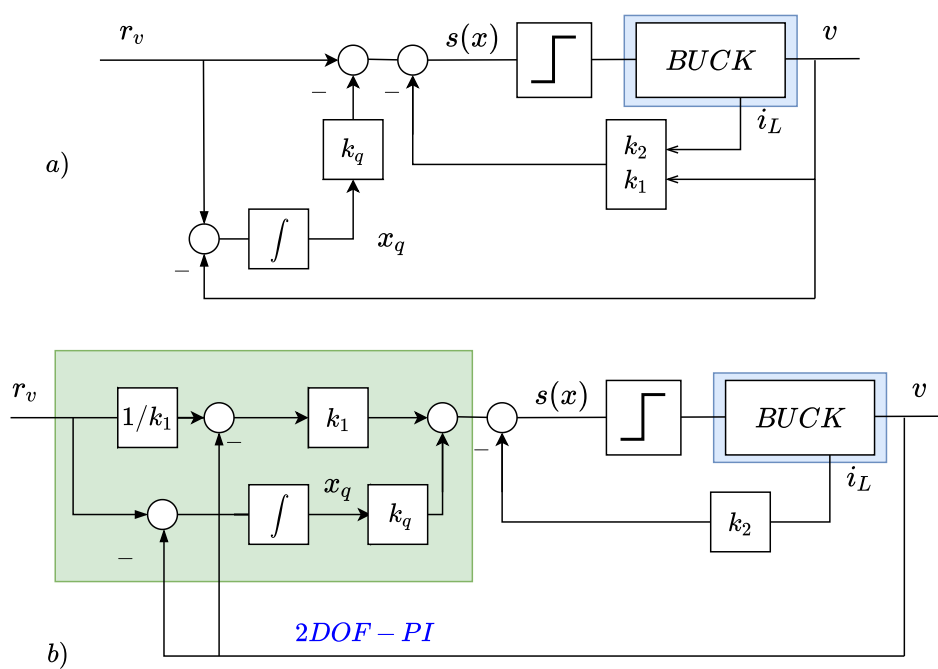 r_v
s(x)
BUCK
v
−
−
i_L
k_q
k_2
k_1
a)
∫
x_q
−
r_v
1/k_1
−
k_1
−
s(x)
BUCK
v
i_L
x_q
∫
k_q
k_2
−
2DOF − PI
b)